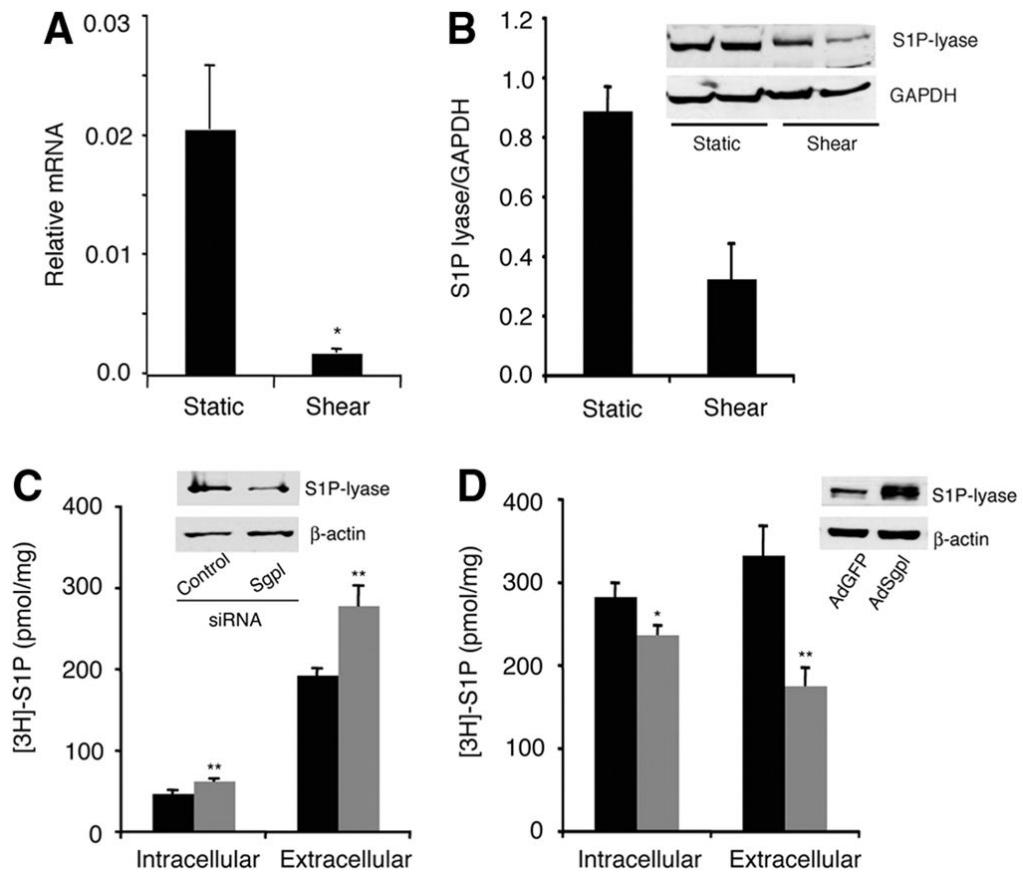 A
0.03
0.02
0.01
0.0
Relative mRNA
*
Static
Shear
B
1.2
1.0
0.8
0.6
0.4
0.2
0.0
S1P lyase/GAPDH
S1P-lyase
GAPDH
Static
Shear
Static
Shear
C
400
300
200
100
0
[3H]-S1P (pmol/mg)
S1P-lyase
β-actin
Control
Sgpl
siRNA
**
**
Intracellular
Extracellular
D
400
300
200
100
0
[3H]-S1P (pmol/mg)
S1P-lyase
β-actin
AdGFP
AdSgpl
*
**
Intracellular
Extracellular